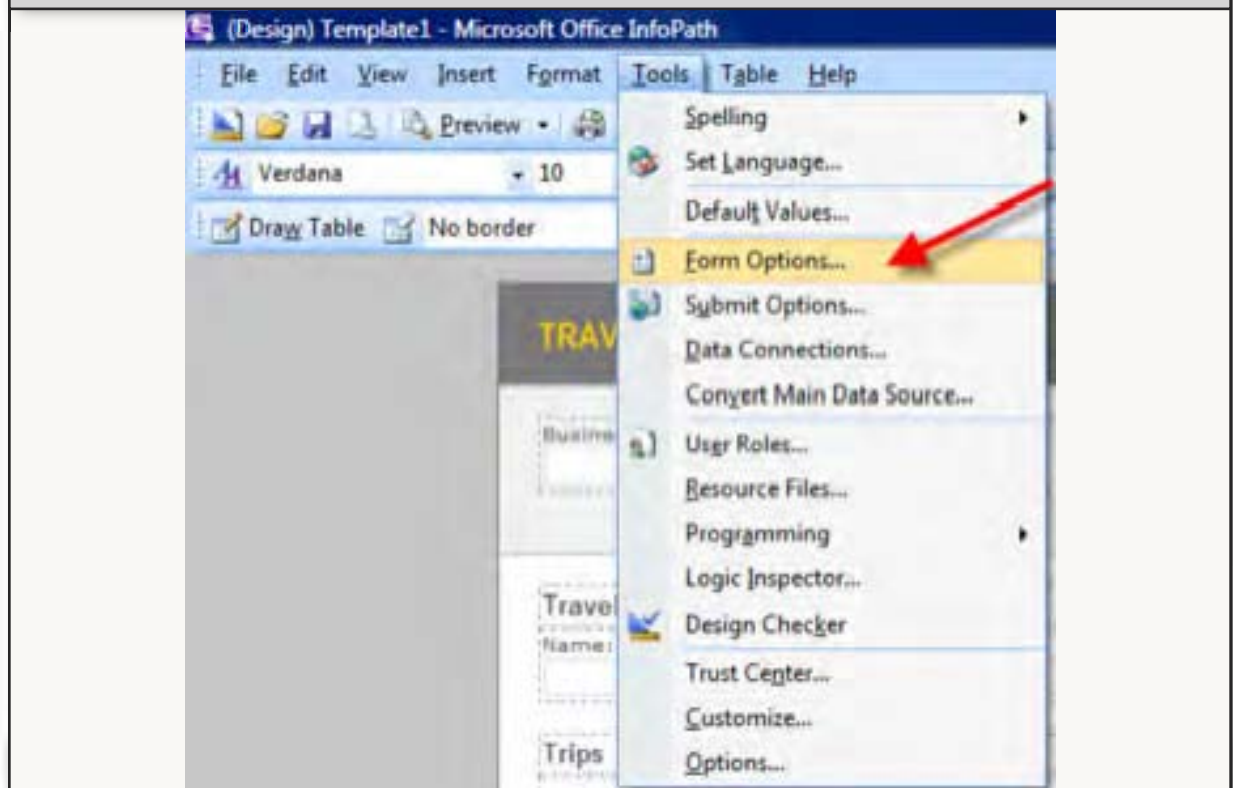 (Design) Template1 - Microsoft Office InfoPath
File Edit View Insert Format Tools Table Help
Preview
Verdana 10
Draw Table No border
Spelling
Set Language...
Default Values...
Form Options...
Submit Options...
Data Connections...
Convert Main Data Source...
User Roles...
Resource Files...
Programming
Logic Inspector...
Design Checker
Trust Center...
Customize...
Options...
TRAV
Busine
Travel
Name:
Trips